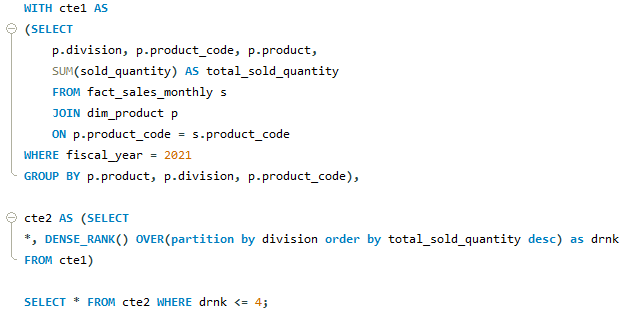 WITH cte1 AS
(SELECT
p.division, p.product_code, p.product,
SUM(sold_quantity) AS total_sold_quantity
FROM fact_sales_monthly s
JOIN dim_product p
ON p.product_code = s.product_code
WHERE fiscal_year = 2021
GROUP BY p.product, p.division, p.product_code),
cte2 AS (SELECT
*, DENSE_RANK() OVER(partition by division order by total_sold_quantity desc) as drnk
FROM cte1)
SELECT * FROM cte2 WHERE drnk <= 4;